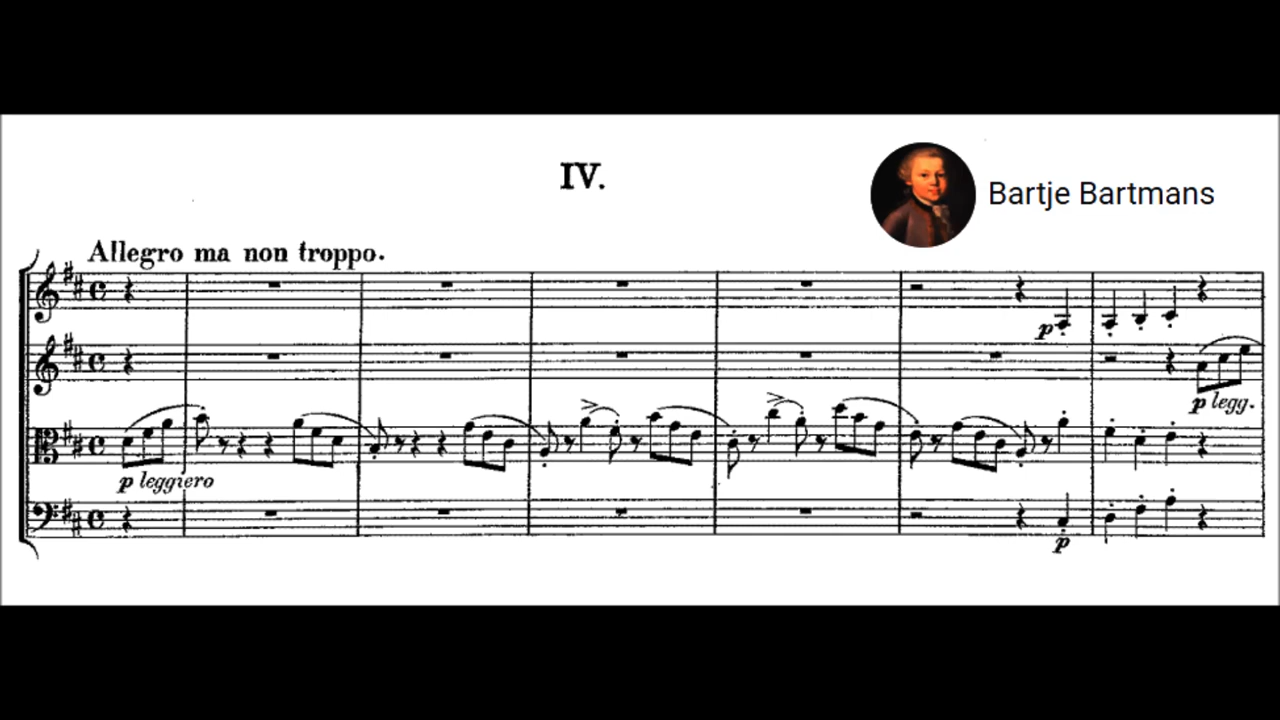 IV.
Bartje Bartmans
Allegro ma non troppo.
p
p legg.
p leggiero
p